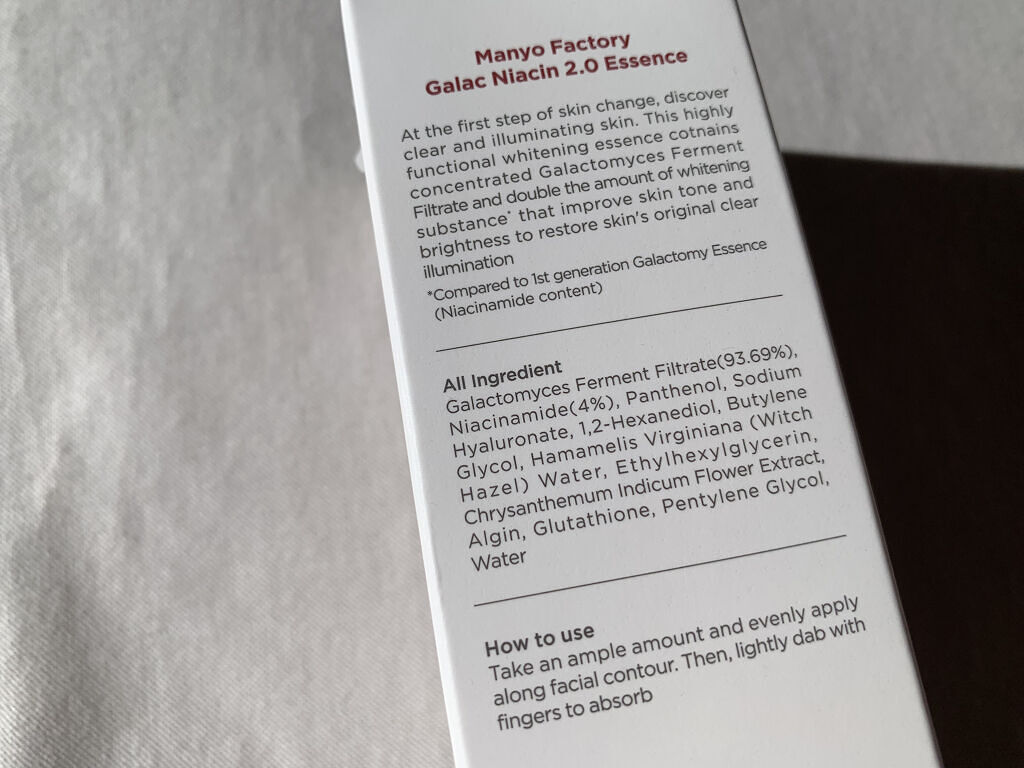 Manyo Factory
Galac Niacin 2.0 Essence
At the first step of skin change, discover
clear and illuminating skin. This highly
functional whitening essence cotnains
concentrated Galactomyces Ferment
Filtrate and double the amount of whitening
substance* that improve skin tone and
brightness to restore skin's original clear
illumination
*Compared to 1st generation Galactomy Essence
(Niacinamide content)
All Ingredient
Galactomyces Ferment Filtrate(93.69%),
Niacinamide(4%), Panthenol, Sodium
Hyaluronate, 1,2-Hexanediol, Butylene
Glycol, Hamamelis Virginiana (Witch
Hazel) Water, Ethylhexylglycerin,
Chrysanthemum Indicum Flower Extract,
Algin, Glutathione, Pentylene Glycol,
Water
How to use
Take an ample amount and evenly apply
along facial contour. Then, lightly dab with
fingers to absorb